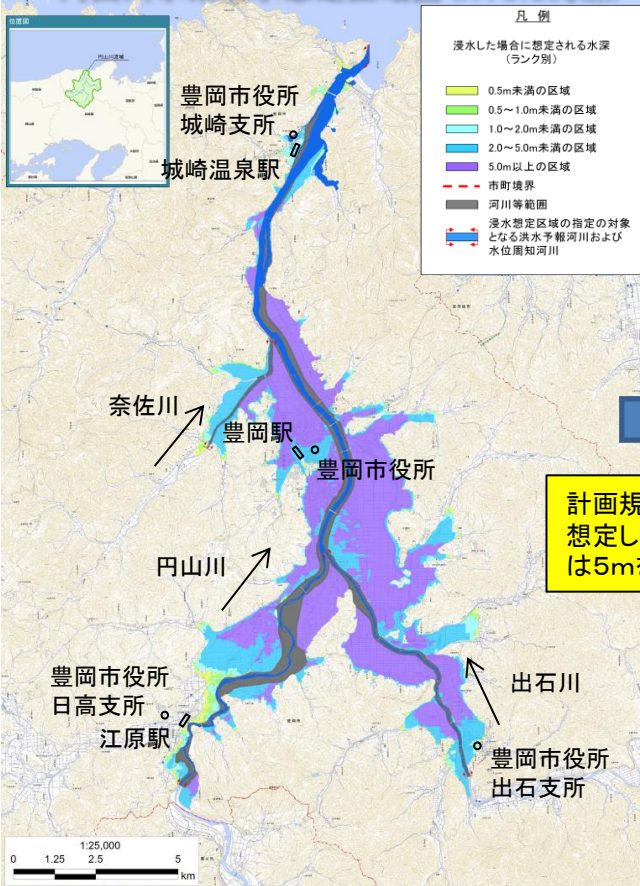 位置図
円山川流域
凡 例
浸水した場合に想定される水深
(ランク別)
0.5m未満の区域
0.5～1.0m未満の区域
1.0～2.0m未満の区域
2.0～5.0m未満の区域
5.0m以上の区域
市町境界
河川等範囲
浸水想定区域の指定の対象
となる洪水予報河川および
水位周知河川
豊岡市役所
城崎支所
城崎温泉駅
奈佐川
豊岡駅
豊岡市役所
計画規
想定し
は5mを
円山川
豊岡市役所
日高支所
江原駅
出石川
豊岡市役所
出石支所
1:25,000
0 1.25 2.5 5
km